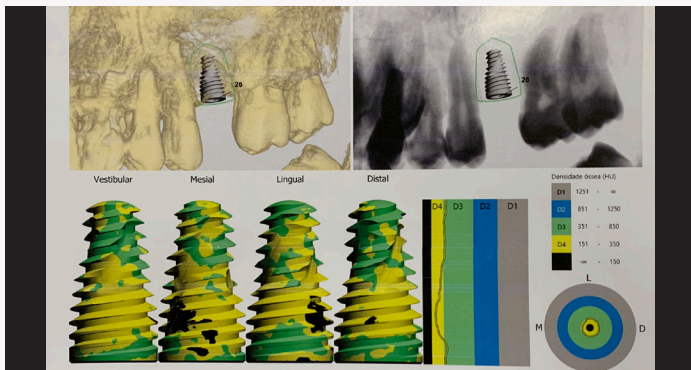 26
26
Vestibular
Mesial
Lingual
Distal
D4 D3 D2 D1
Densidade óssea (HU)
D1 1251 - ∞
D2 851 - 1250
D3 351 - 850
D4 151 - 350
-∞ - 150
L
M
D